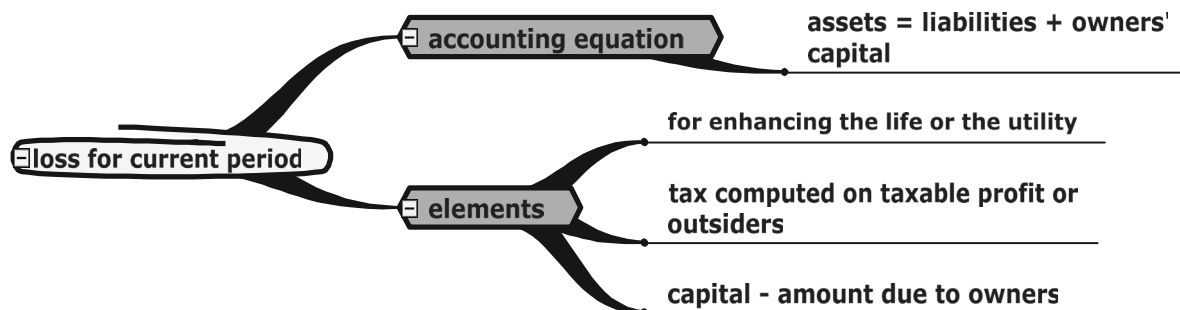 accounting equation
assets = liabilities + owners'
capital
loss for current period
elements
for enhancing the life or the utility
tax computed on taxable profit or
outsiders
capital - amount due to owners